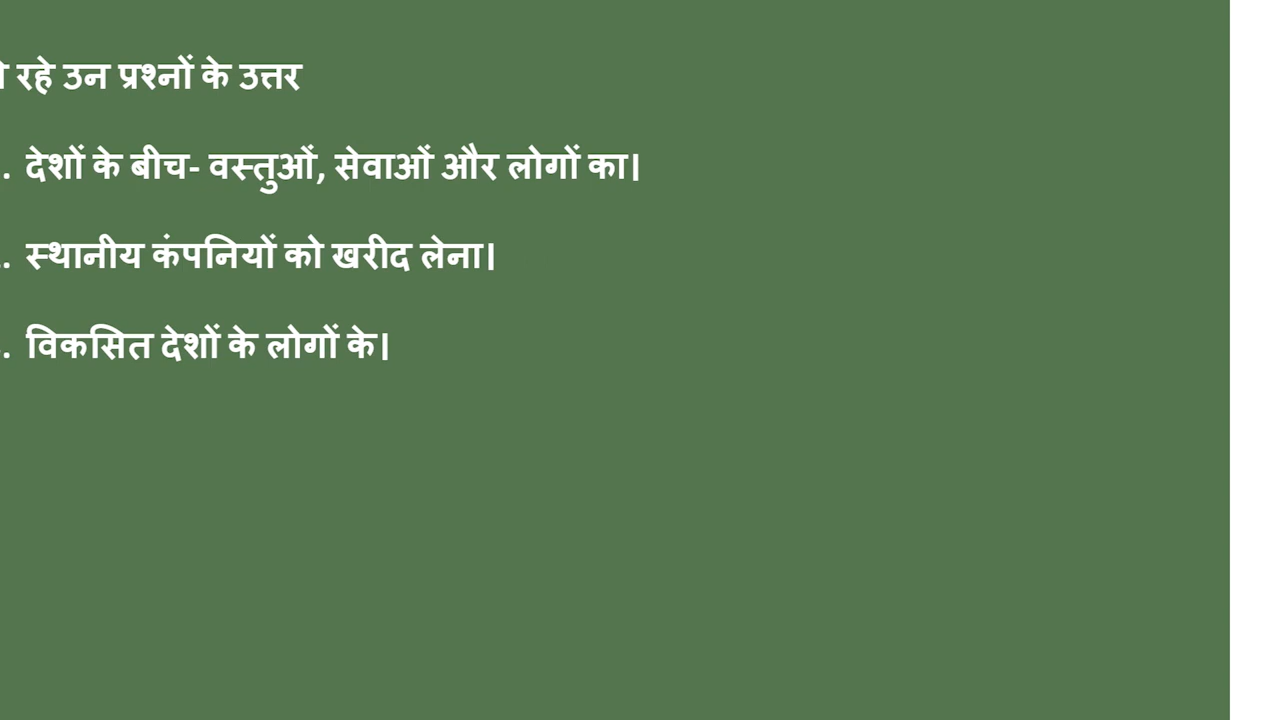 रहे उन प्रश्नों के उत्तर
. देशों के बीच- वस्तुओं, सेवाओं और लोगों का।
. स्थानीय कंपनियों को खरीद लेना।
. विकसित देशों के लोगों के।